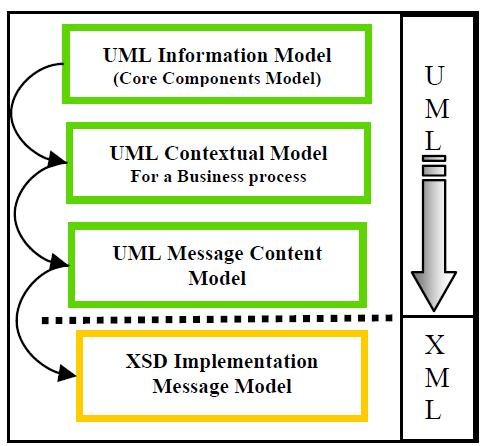 UML Information Model
(Core Components Model)
UML Contextual Model
For a Business process
UML Message Content
Model
XSD Implementation
Message Model
U
M
L
X
M
L